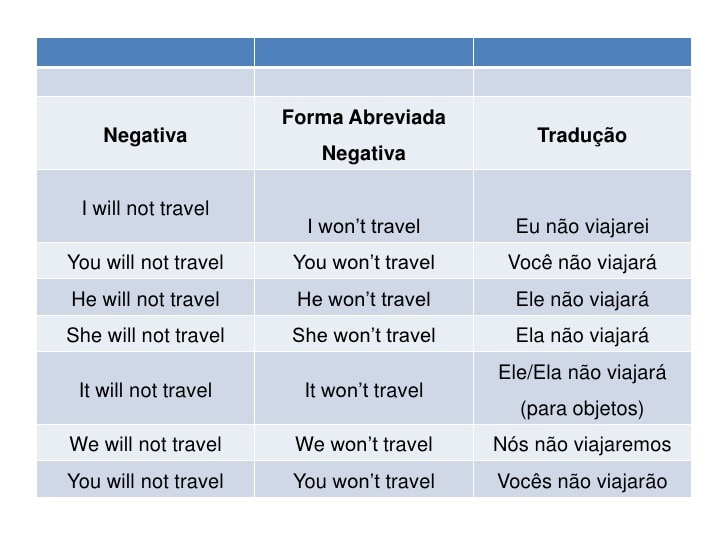 Negativa
Forma Abreviada
Negativa
Tradução
I will not travel
I won’t travel
Eu não viajarei
You will not travel
You won’t travel
Você não viajará
He will not travel
He won’t travel
Ele não viajará
She will not travel
She won’t travel
Ela não viajará
It will not travel
It won’t travel
Ele/Ela não viajará
(para objetos)
We will not travel
We won’t travel
Nós não viajaremos
You will not travel
You won’t travel
Vocês não viajarão